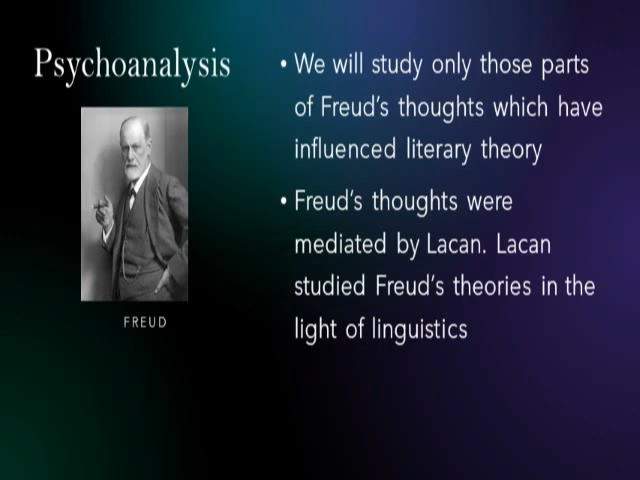 Psychoanalysis
FREUD
• We will study only those parts
of Freud's thoughts which have
influenced literary theory
• Freud's thoughts were
mediated by Lacan. Lacan
studied Freud's theories in the
light of linguistics